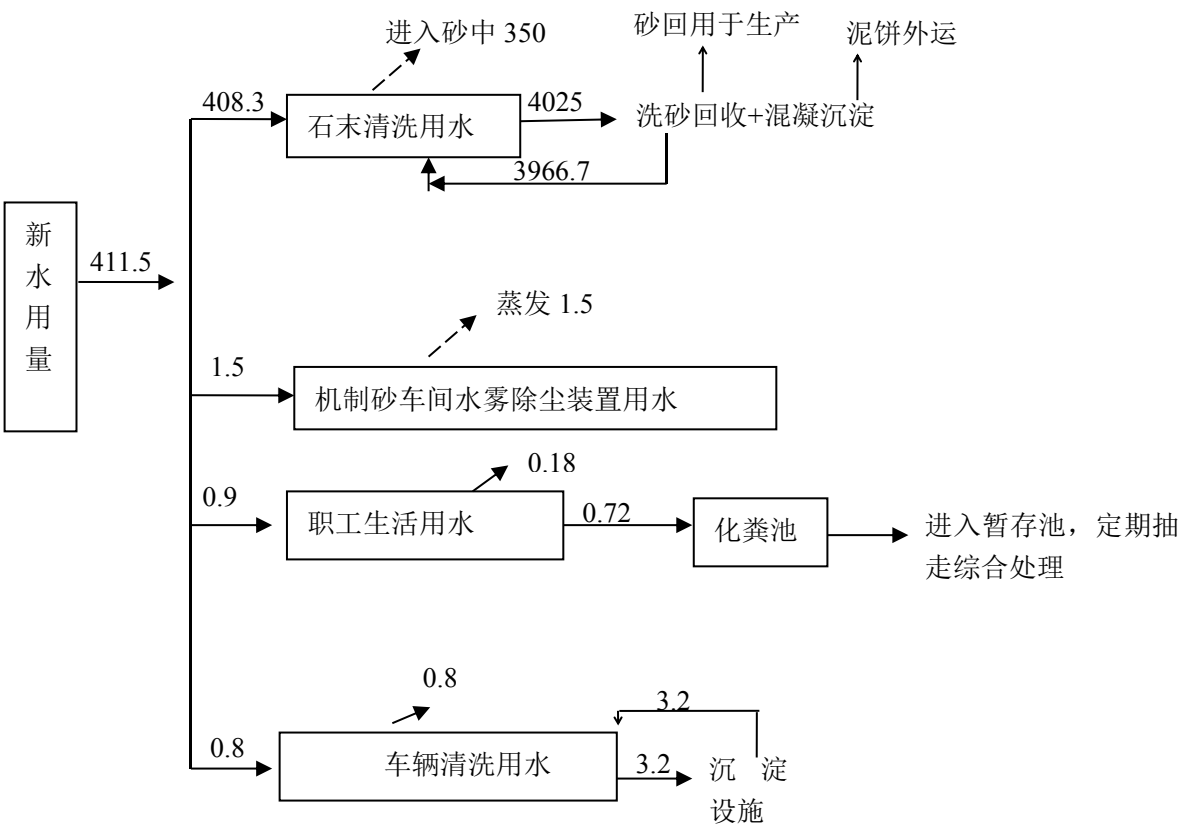 进入砂中 350
砂回用于生产
泥饼外运
408.3
石末清洗用水
4025
洗砂回收+混凝沉淀
3966.7
新
水
用
量
411.5
蒸发 1.5
1.5
机制砂车间水雾除尘装置用水
0.18
0.9
职工生活用水
0.72
化粪池
进入暂存池，定期抽
走综合处理
0.8
3.2
0.8
车辆清洗用水
3.2
沉 淀
设施